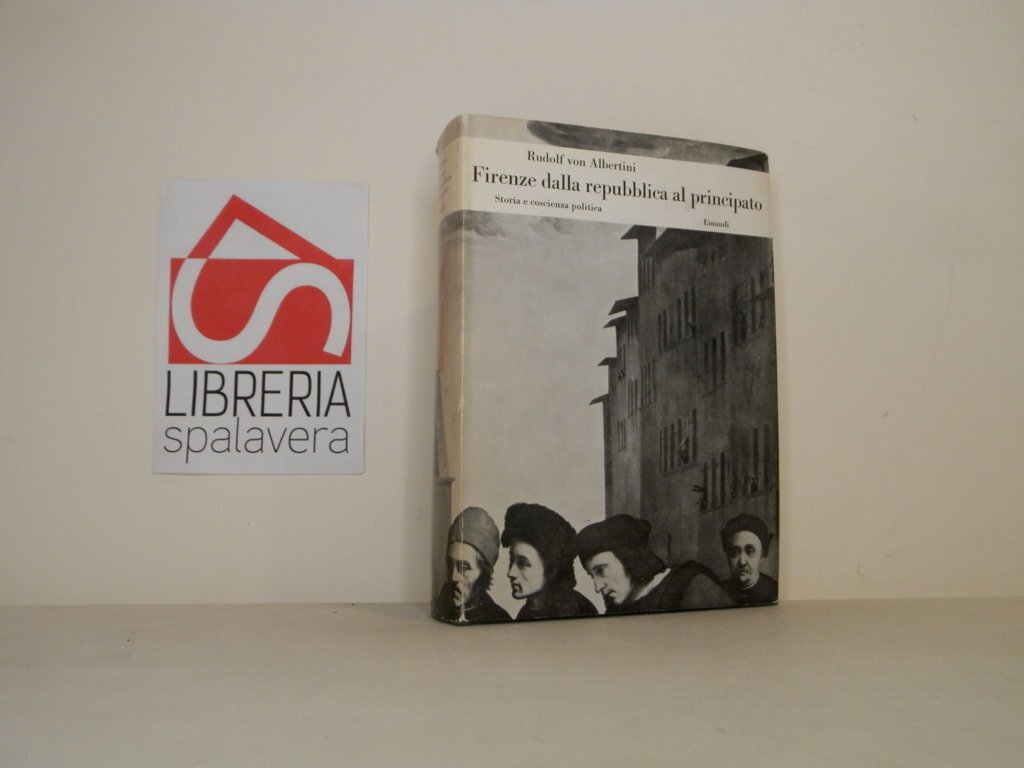 LIBRERIA
spalavera
Rudolf von Albertini
Firenze dalla repubblica al principato
Storia e coscienza politica
Einaudi